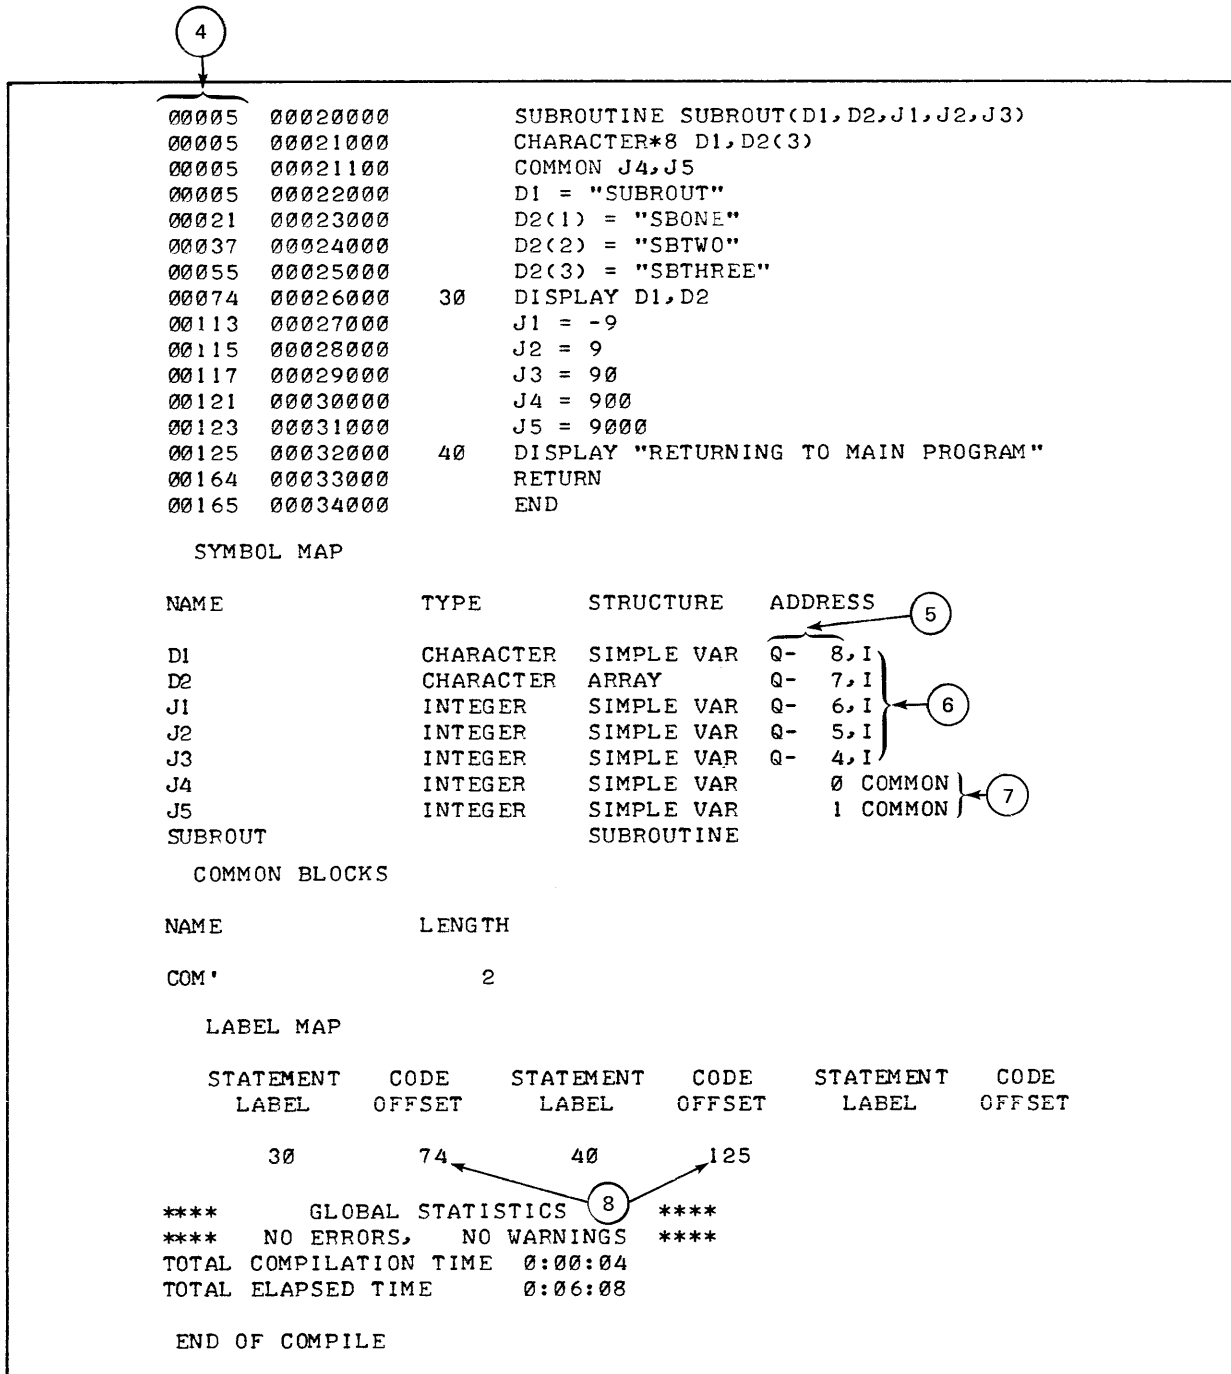 4
00005 00020000 SUBROUTINE SUBROUT(D1,D2,J1,J2,J3)
00005 00021000 CHARACTER*8 D1,D2(3)
00005 00021100 COMMON J4,J5
00005 00022000 D1 = "SUBROUT"
00021 00023000 D2(1) = "SBONE"
00037 00024000 D2(2) = "SBTWO"
00055 00025000 D2(3) = "SBTHREE"
00074 00026000 30 DISPLAY D1,D2
00113 00027000 J1 = -9
00115 00028000 J2 = 9
00117 00029000 J3 = 90
00121 00030000 J4 = 900
00123 00031000 J5 = 9000
00125 00032000 40 DISPLAY "RETURNING TO MAIN PROGRAM"
00164 00033000 RETURN
00165 00034000 END
SYMBOL MAP
NAME TYPE STRUCTURE ADDRESS
5
D1 CHARACTER SIMPLE VAR Q- 8,I
D2 CHARACTER ARRAY Q- 7,I
J1 INTEGER SIMPLE VAR Q- 6,I 6
J2 INTEGER SIMPLE VAR Q- 5,I
J3 INTEGER SIMPLE VAR Q- 4,I
J4 INTEGER SIMPLE VAR 0 COMMON 7
J5 INTEGER SIMPLE VAR 1 COMMON
SUBROUT SUBROUTINE
COMMON BLOCKS
NAME LENGTH
COM' 2
LABEL MAP
STATEMENT CODE STATEMENT CODE STATEMENT CODE
LABEL OFFSET LABEL OFFSET LABEL OFFSET
30 74 40 125
**** GLOBAL STATISTICS 8 ****
**** NO ERRORS, NO WARNINGS ****
TOTAL COMPILATION TIME 0:00:04
TOTAL ELAPSED TIME 0:06:08
END OF COMPILE